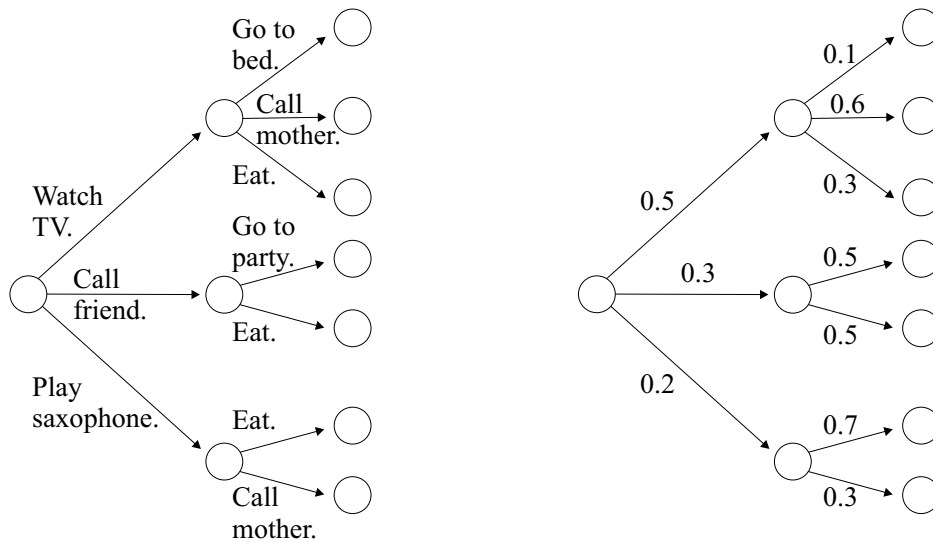 Go to
bed.
Call
mother.
Eat.
Watch
TV.
Go to
party.
Call
friend.
Eat.
Play
saxophone.
Eat.
Call
mother.
0.1
0.6
0.3
0.5
0.5
0.3
0.5
0.2
0.7
0.3